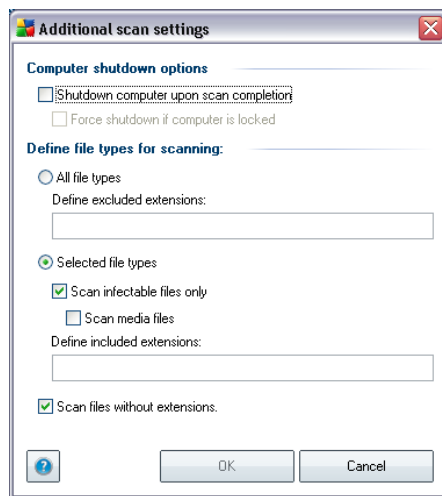 Additional scan settings
Computer shutdown options
Shutdown computer upon scan completion
Force shutdown if computer is locked
Define file types for scanning:
All file types
Define excluded extensions:
Selected file types
Scan infectable files only
Scan media files
Define included extensions:
Scan files without extensions.
? OK Cancel